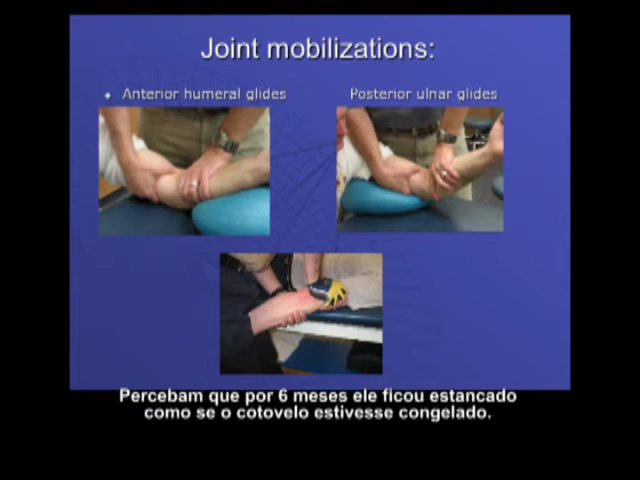 Joint mobilizations:
Anterior humeral glides
Posterior ulnar glides
Percebam que por 6 meses ele ficou estancado
como se o cotovelo estivesse congelado.